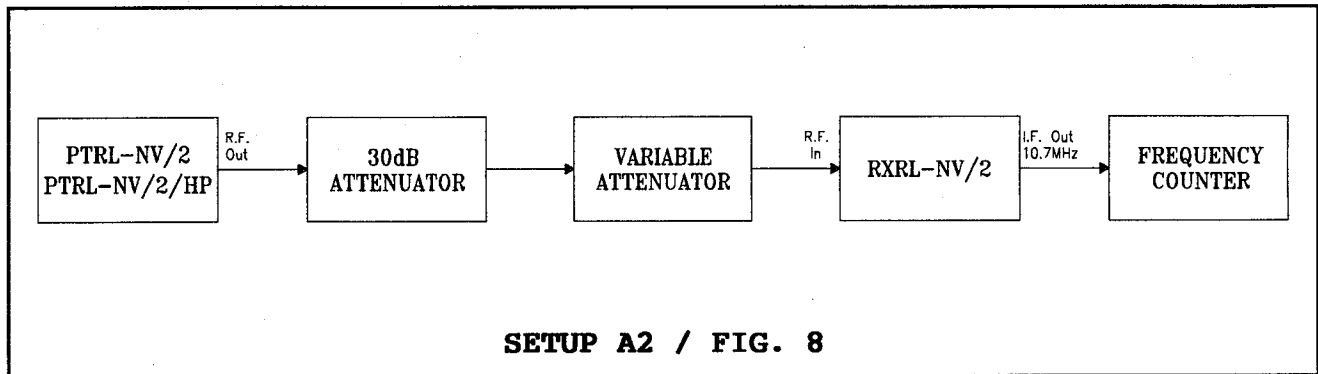 PTRL-NV/2
PTRL-NV/2/HP
R.F.
Out
30dB
ATTENUATOR
VARIABLE
ATTENUATOR
R.F.
In
RXRL-NV/2
I.F. Out
10.7MHz
FREQUENCY
COUNTER
SETUP A2 / FIG. 8